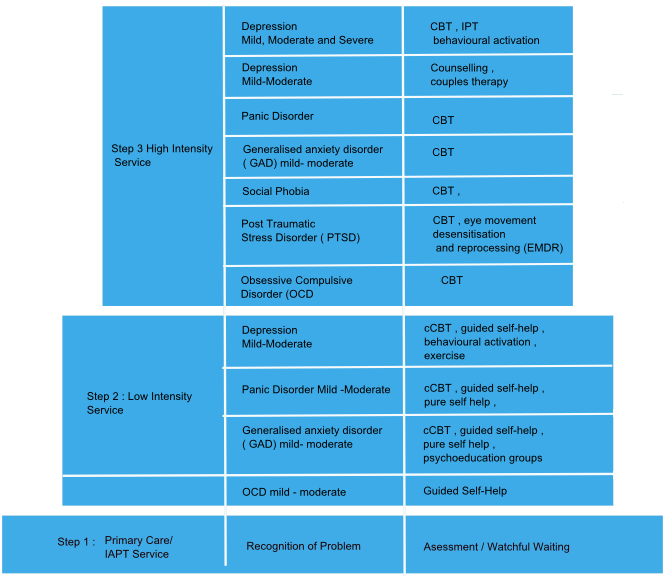 Depression
Mild, Moderate and Severe
CBT , IPT
behavioural activation
Depression
Mild-Moderate
Counselling ,
couples therapy
Panic Disorder
CBT
Step 3 High Intensity
Service
Generalised anxiety disorder
( GAD) mild- moderate
CBT
Social Phobia
CBT ,
Post Traumatic
Stress Disorder ( PTSD)
CBT , eye movement
desensitisation
and reprocessing (EMDR)
Obsessive Compulsive
Disorder (OCD
CBT
Depression
Mild-Moderate
cCBT , guided self-help ,
behavioural activation ,
exercise
Step 2 : Low Intensity
Service
Panic Disorder Mild -Moderate
cCBT , guided self-help ,
pure self help ,
Generalised anxiety disorder
( GAD) mild- moderate
cCBT , guided self-help ,
pure self help ,
psychoeducation groups
OCD mild - moderate
Guided Self-Help
Step 1 : Primary Care/
IAPT Service
Recognition of Problem
Asessment / Watchful Waiting